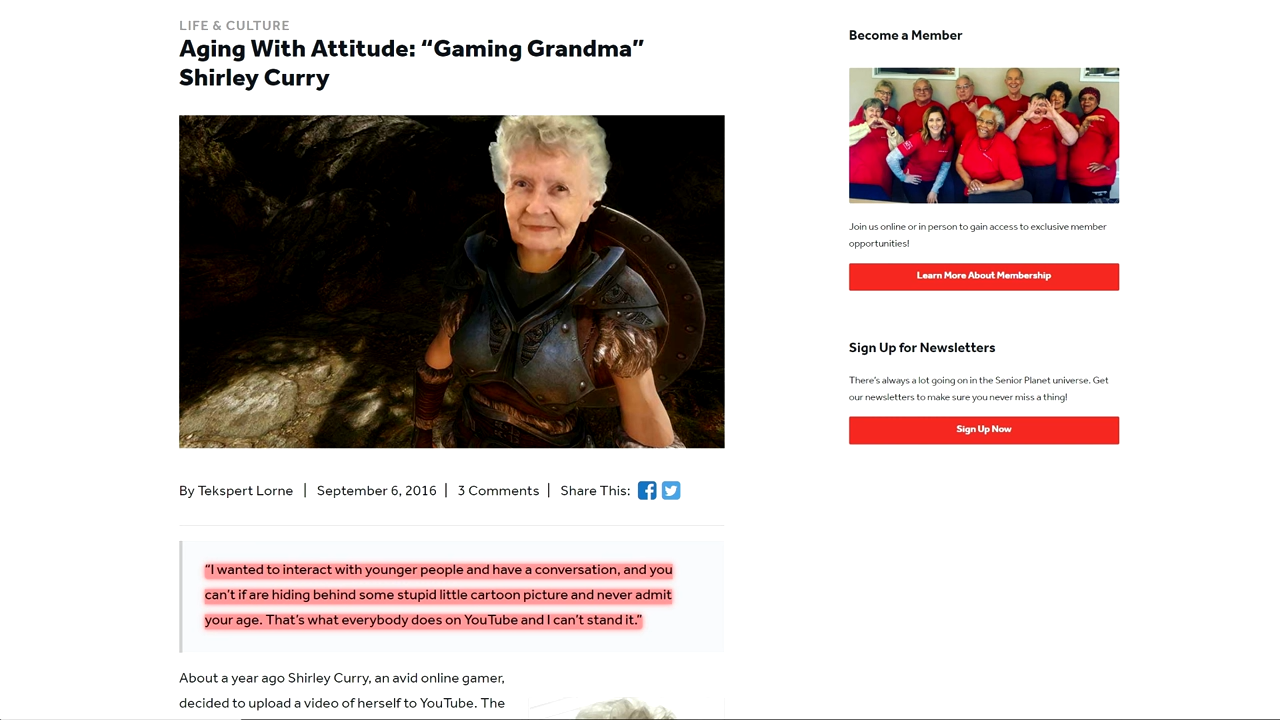 LIFE & CULTURE
Aging With Attitude: “Gaming Grandma”
Shirley Curry
By Tekspert Lorne | September 6, 2016 | 3 Comments | Share This:
“I wanted to interact with younger people and have a conversation, and you
can’t if are hiding behind some stupid little cartoon picture and never admit
your age. That’s what everybody does on YouTube and I can’t stand it.”
About a year ago Shirley Curry, an avid online gamer,
decided to upload a video of herself to YouTube. The
Become a Member
Join us online or in person to gain access to exclusive member
opportunities!
Learn More About Membership
Sign Up for Newsletters
There’s always a lot going on in the Senior Planet universe. Get
our newsletters to make sure you never miss a thing!
Sign Up Now